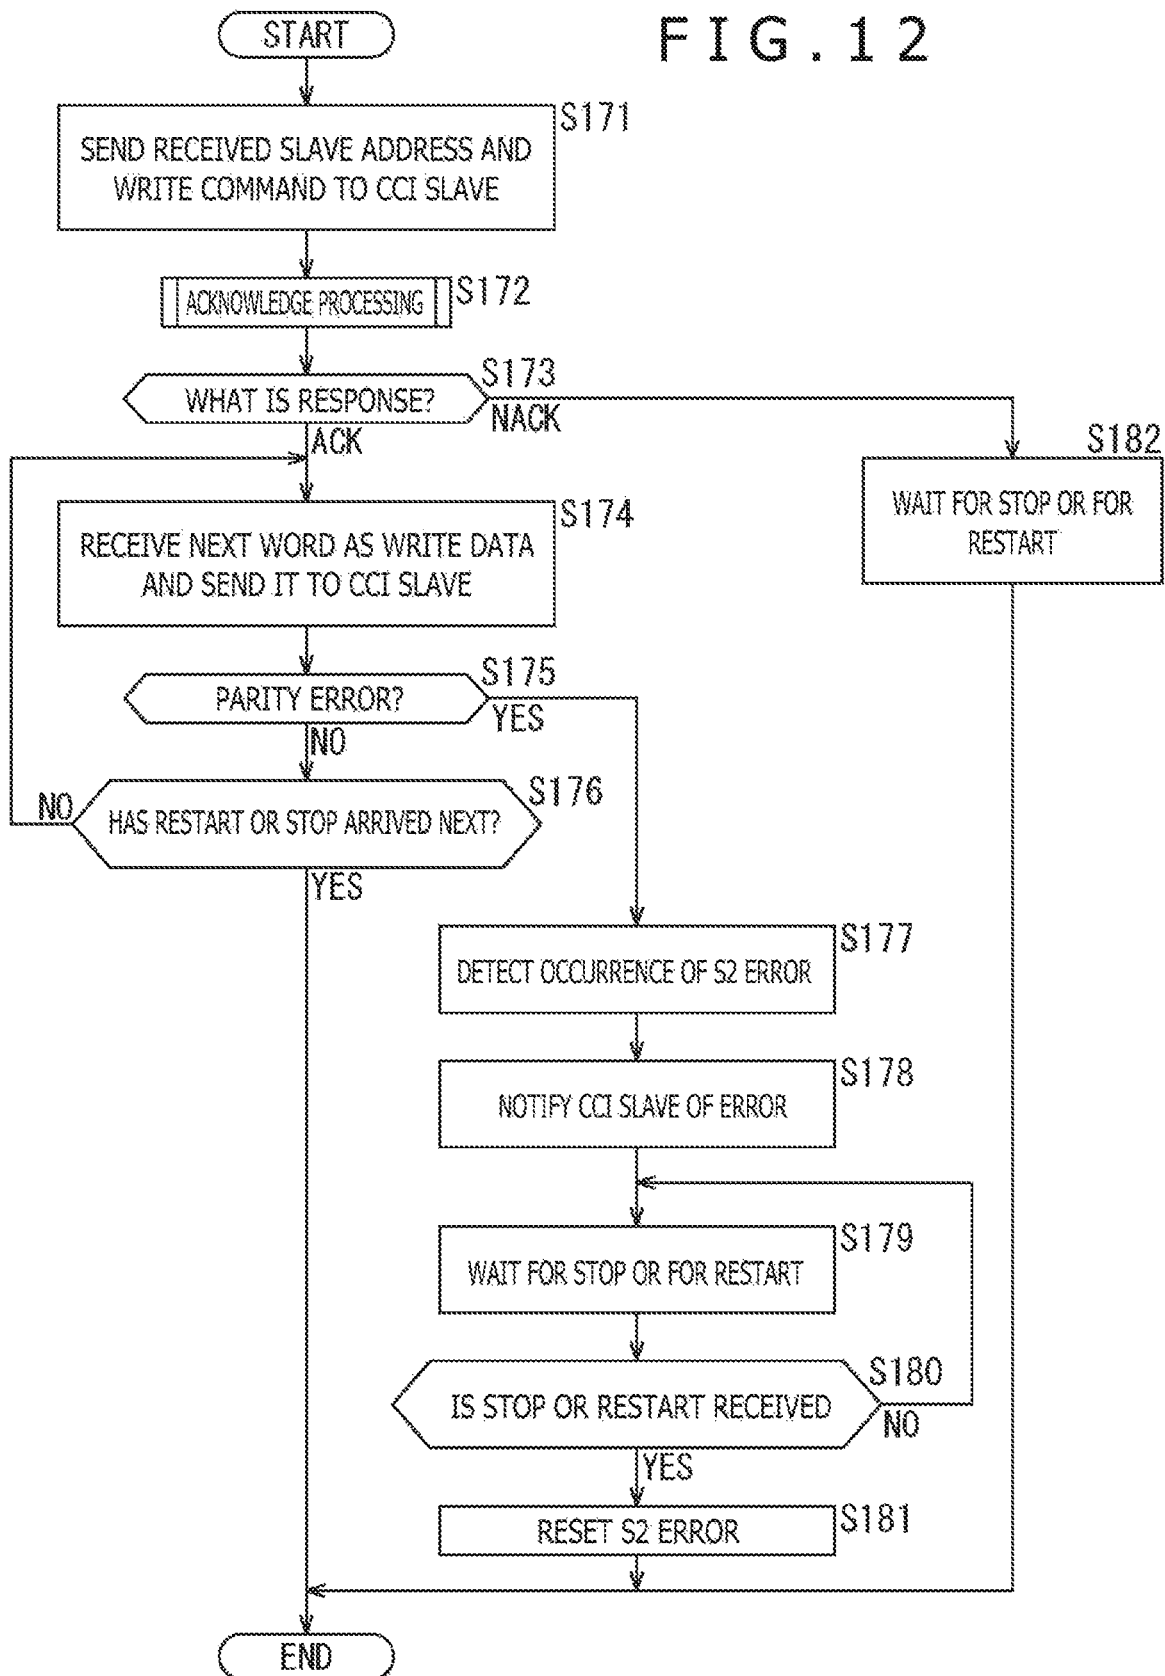 FIG.12
START
S171
SEND RECEIVED SLAVE ADDRESS AND
WRITE COMMAND TO CCI SLAVE
S172
ACKNOWLEDGE PROCESSING
S173
WHAT IS RESPONSE?
NACK
ACK
S182
WAIT FOR STOP OR FOR
RESTART
S174
RECEIVE NEXT WORD AS WRITE DATA
AND SEND IT TO CCI SLAVE
S175
PARITY ERROR?
YES
NO
S176
NO
HAS RESTART OR STOP ARRIVED NEXT?
YES
S177
DETECT OCCURRENCE OF S2 ERROR
S178
NOTIFY CCI SLAVE OF ERROR
S179
WAIT FOR STOP OR FOR RESTART
S180
IS STOP OR RESTART RECEIVED
NO
YES
S181
RESET S2 ERROR
END